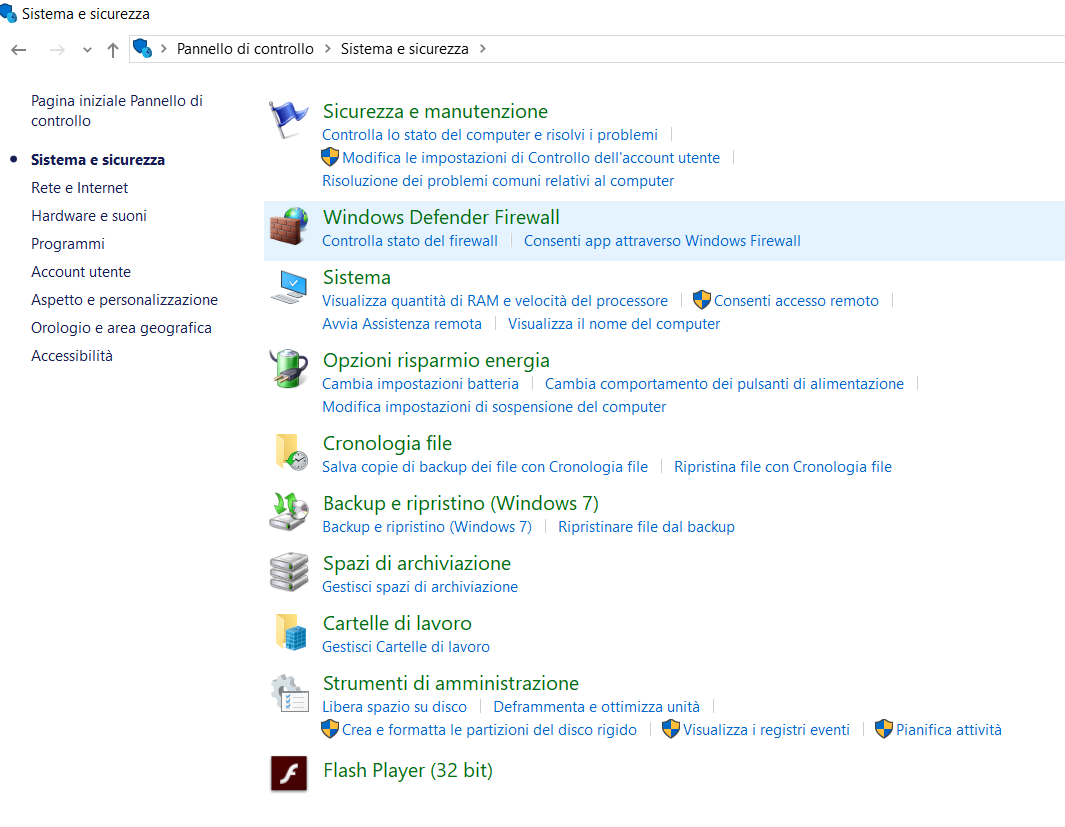 Sistema e sicurezza
Pannello di controllo Sistema e sicurezza
Pagina iniziale Pannello di
controllo
Sistema e sicurezza
Rete e Internet
Hardware e suoni
Programmi
Account utente
Aspetto e personalizzazione
Orologio e area geografica
Accessibilità
Sicurezza e manutenzione
Controlla lo stato del computer e risolvi i problemi
Modifica le impostazioni di Controllo dell'account utente
Risoluzione dei problemi comuni relativi al computer
Windows Defender Firewall
Controlla stato del firewall Consenti app attraverso Windows Firewall
Sistema
Visualizza quantità di RAM e velocità del processore Consenti accesso remoto
Avvia Assistenza remota Visualizza il nome del computer
Opzioni risparmio energia
Cambia impostazioni batteria Cambia comportamento dei pulsanti di alimentazione
Modifica impostazioni di sospensione del computer
Cronologia file
Salva copie di backup dei file con Cronologia file Ripristina file con Cronologia file
Backup e ripristino (Windows 7)
Backup e ripristino (Windows 7) Ripristinare file dal backup
Spazi di archiviazione
Gestisci spazi di archiviazione
Cartelle di lavoro
Gestisci Cartelle di lavoro
Strumenti di amministrazione
Libera spazio su disco Deframmenta e ottimizza unità
Crea e formatta le partizioni del disco rigido Visualizza i registri eventi Pianifica attività
Flash Player (32 bit)